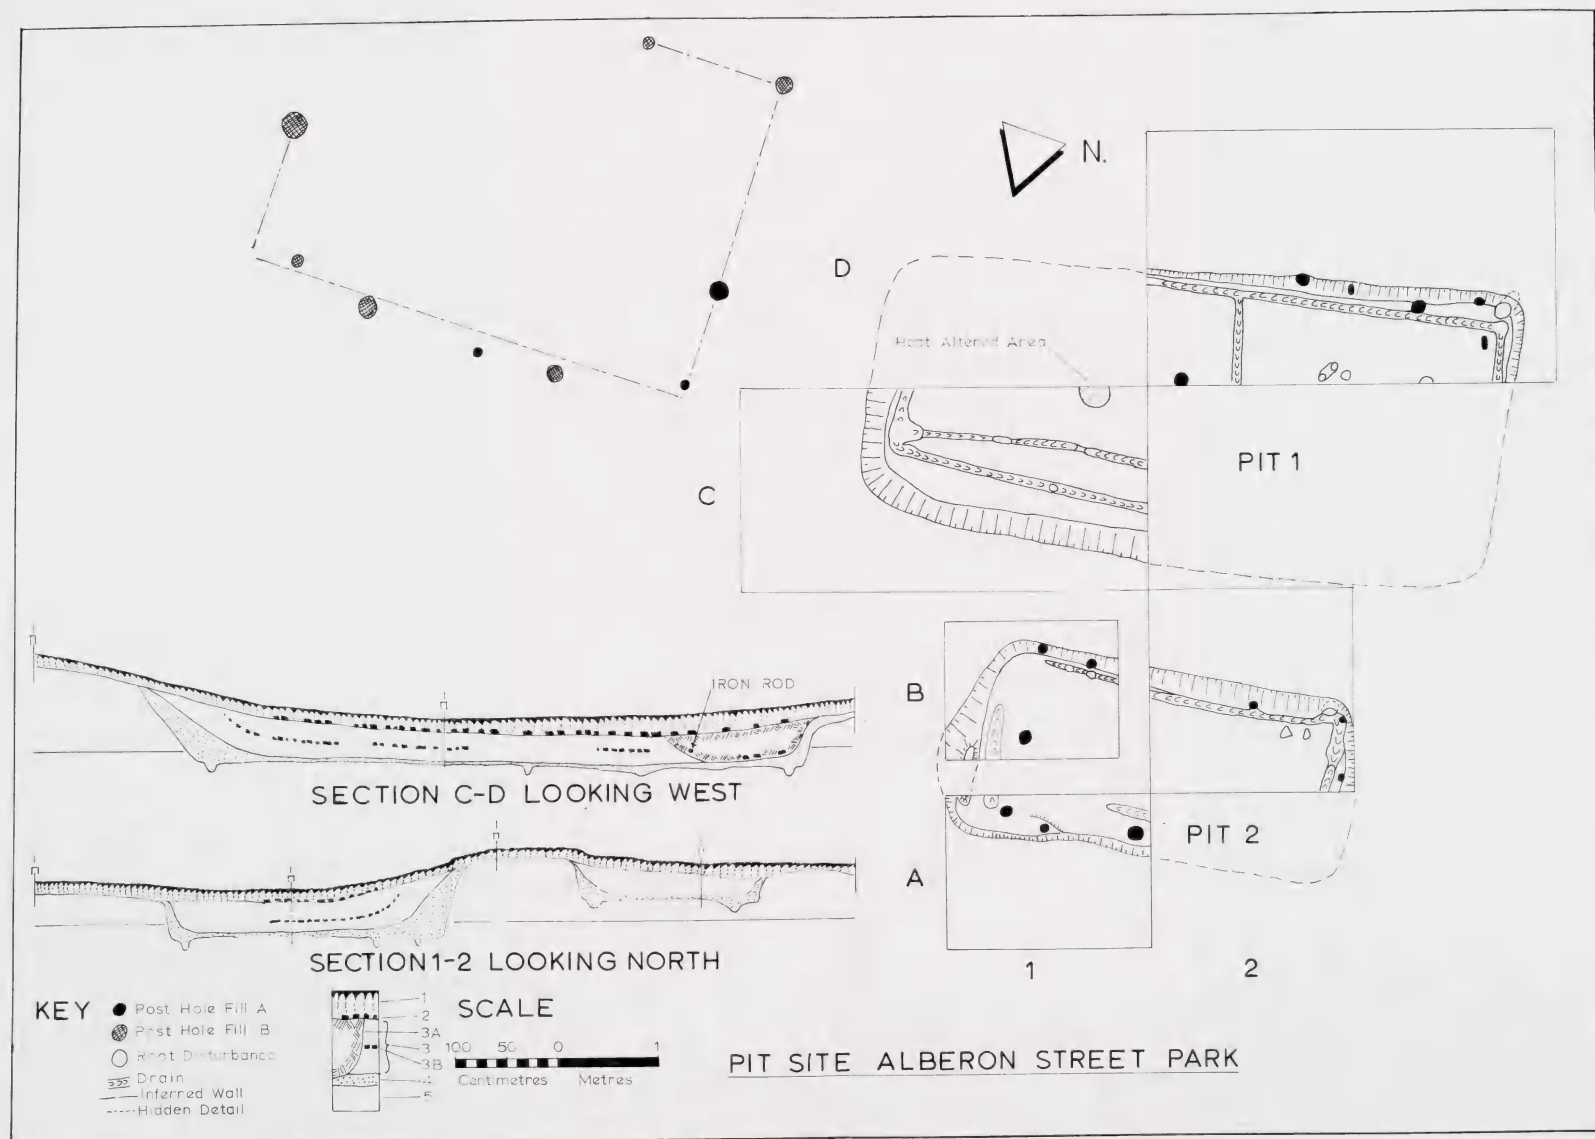 N.
D
Heat Altered Area
PIT 1
C
B
PIT 2
A
1
2
IRON ROD
SECTION C-D LOOKING WEST
SECTION 1-2 LOOKING NORTH
KEY
Post Hole Fill A
Post Hole Fill B
Root Disturbance
Drain
Inferred Wall
Hidden Detail
1
2
3A
3
3B
4
5
SCALE
100 50 0 1
Centimetres Metres
PIT SITE ALBERON STREET PARK